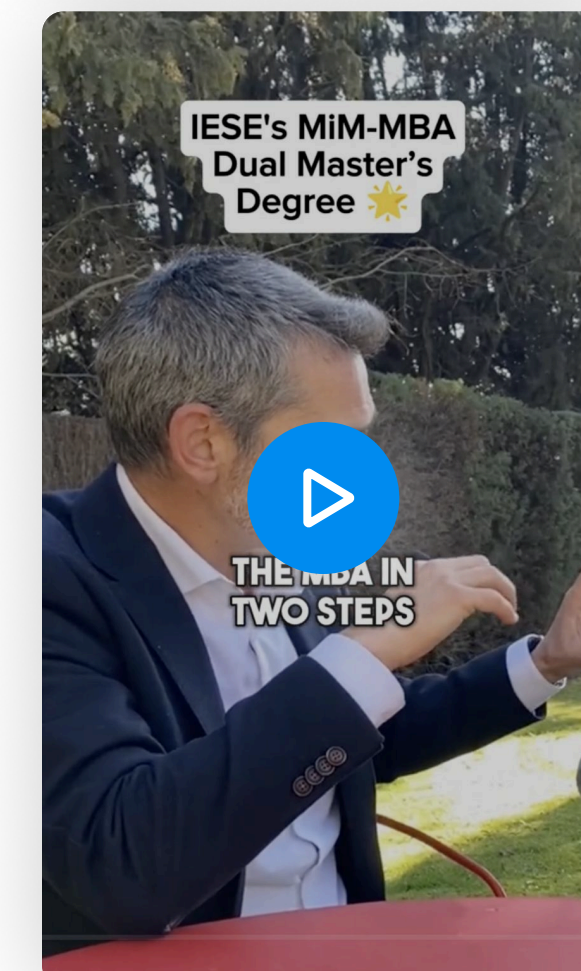 IESE's MiM-MBA
Dual Master's
Degree 🌟
THE MBA IN
TWO STEPS